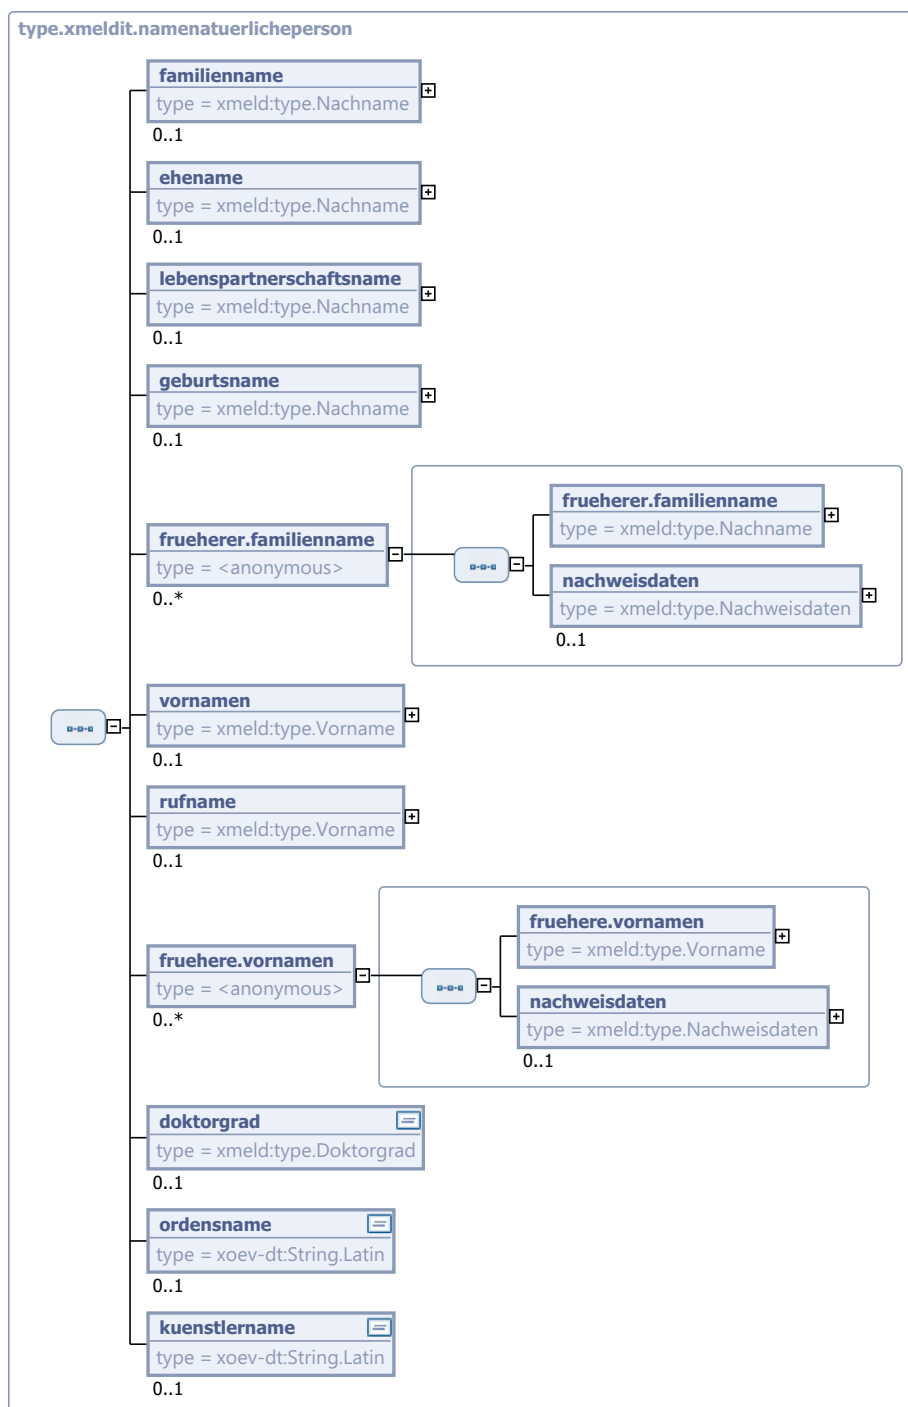 type.xmeldit.namenatuerlicheperson
familienname
type = xmeld:type.Nachname
0..1
ehename
type = xmeld:type.Nachname
0..1
lebenspartnerschaftsname
type = xmeld:type.Nachname
0..1
geburtsname
type = xmeld:type.Nachname
0..1
frueherer.familienname
type = <anonymous>
0..*
frueherer.familienname
type = xmeld:type.Nachname
nachweisdaten
type = xmeld:type.Nachweisdaten
0..1
vornamen
type = xmeld:type.Vorname
0..1
rufname
type = xmeld:type.Vorname
0..1
fruehere.vornamen
type = <anonymous>
0..*
fruehere.vornamen
type = xmeld:type.Vorname
nachweisdaten
type = xmeld:type.Nachweisdaten
0..1
doktorgrad
type = xmeld:type.Doktorgrad
0..1
ordensname
type = xoev-dt:String.Latin
0..1
kuenstlername
type = xoev-dt:String.Latin
0..1